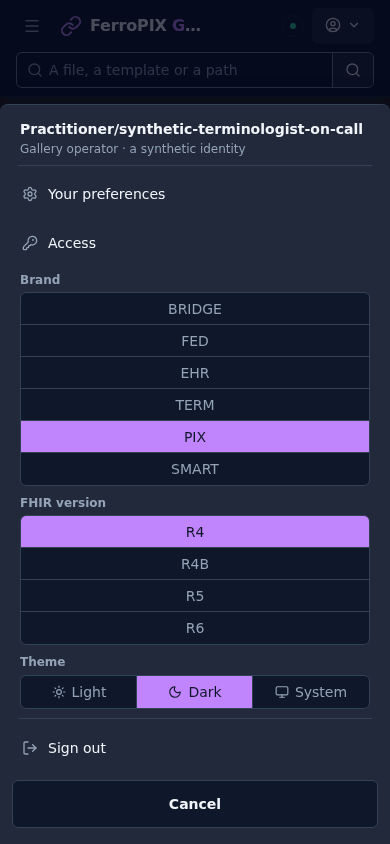 FerroPIX G...
A file, a template or a path
Practitioner/synthetic-terminologist-on-call
Gallery operator · a synthetic identity
Your preferences
Access
Brand
BRIDGE
FED
EHR
TERM
PIX
SMART
FHIR version
R4
R4B
R5
R6
Theme
Light Dark System
Sign out
Cancel